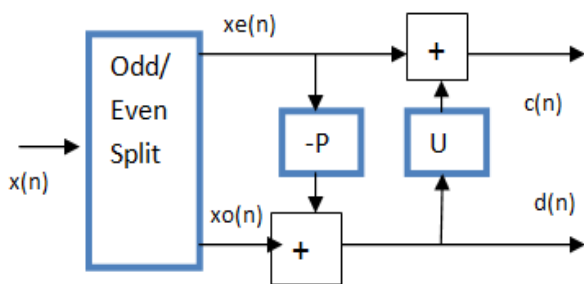 xe(n)
Odd/
Even
Split
+
c(n)
-P
U
x(n)
xo(n)
d(n)
+